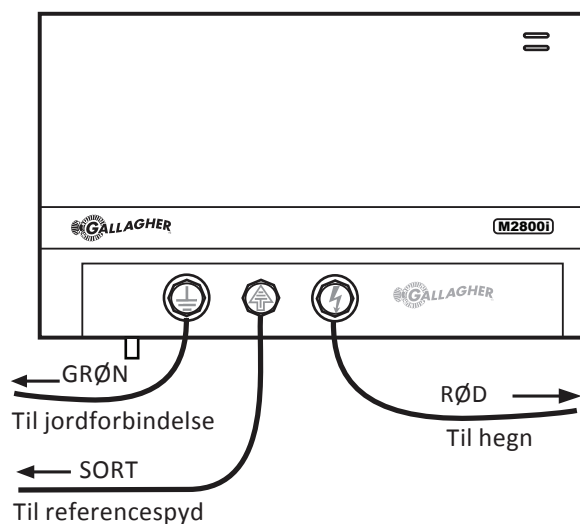 GALLAGHER
M2800i
GALLAGHER
GRØN
Til jordforbindelse
RØD
Til hegn
SORT
Til referencespyd